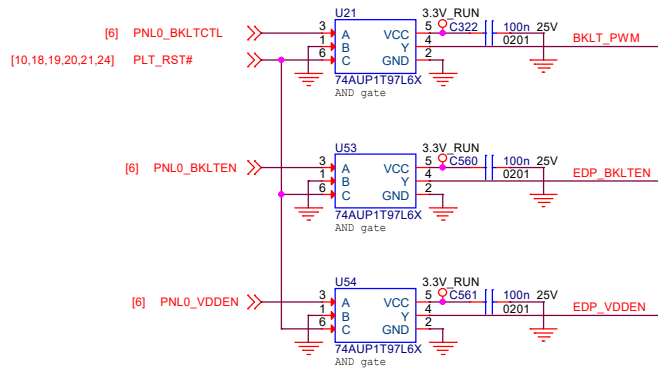 U21 3.3V_RUN
[6] PNL0_BKLTCTL 3 A VCC 5 C322 100n 25V
1 B Y 4 0201 BKLT_PWM
[10,18,19,20,21,24] PLT_RST# 6 C GND 2
74AUP1T97L6X
AND gate
U53 3.3V_RUN
[6] PNL0_BKLTEN 3 A VCC 5 C560 100n 25V
1 B Y 4 0201 EDP_BKLTEN
6 C GND 2
74AUP1T97L6X
AND gate
U54 3.3V_RUN
[6] PNL0_VDDEN 3 A VCC 5 C561 100n 25V
1 B Y 4 0201 EDP_VDDEN
6 C GND 2
74AUP1T97L6X
AND gate